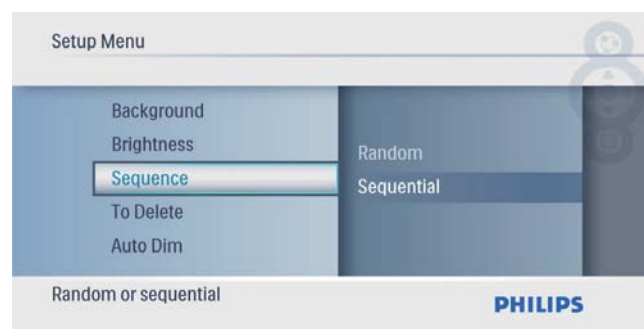 Setup Menu
Background
Brightness
Sequence
To Delete
Auto Dim
Random
Sequential
Random or sequential
PHILIPS